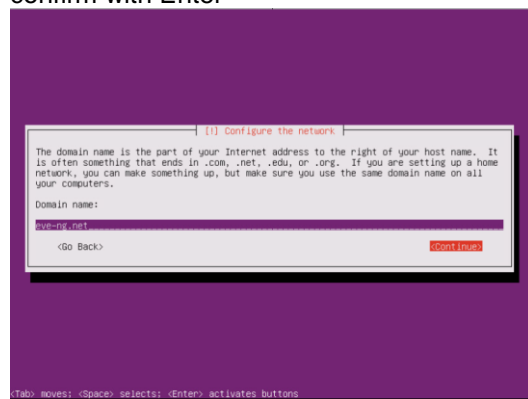 confirm with Enter
[!] Configure the network
The domain name is the part of your Internet address to the right of your host name.  It
is often something that ends in .com, .net, .edu, or .org.  If you are setting up a home
network, you can make something up, but make sure you use the same domain name on all
your computers.
Domain name:
eve-ng.net
<Go Back> <Continue>
<Tab> moves; <Space> selects; <Enter> activates buttons